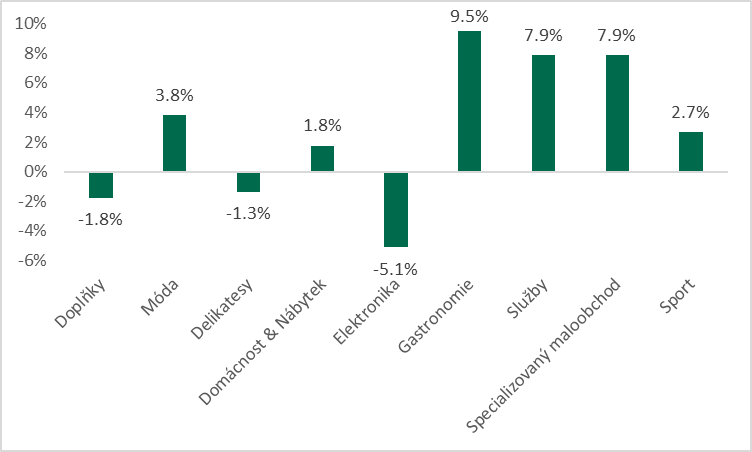 10%
8%
6%
4%
2%
0%
-2%
-4%
-6%
-1.8%
3.8%
-1.3%
1.8%
-5.1%
9.5%
7.9%
7.9%
2.7%
Doplňky
Móda
Delikatesy
Domácnost & Nábytek
Elektronika
Gastronomie
Služby
Specializovaný maloobchod
Sport